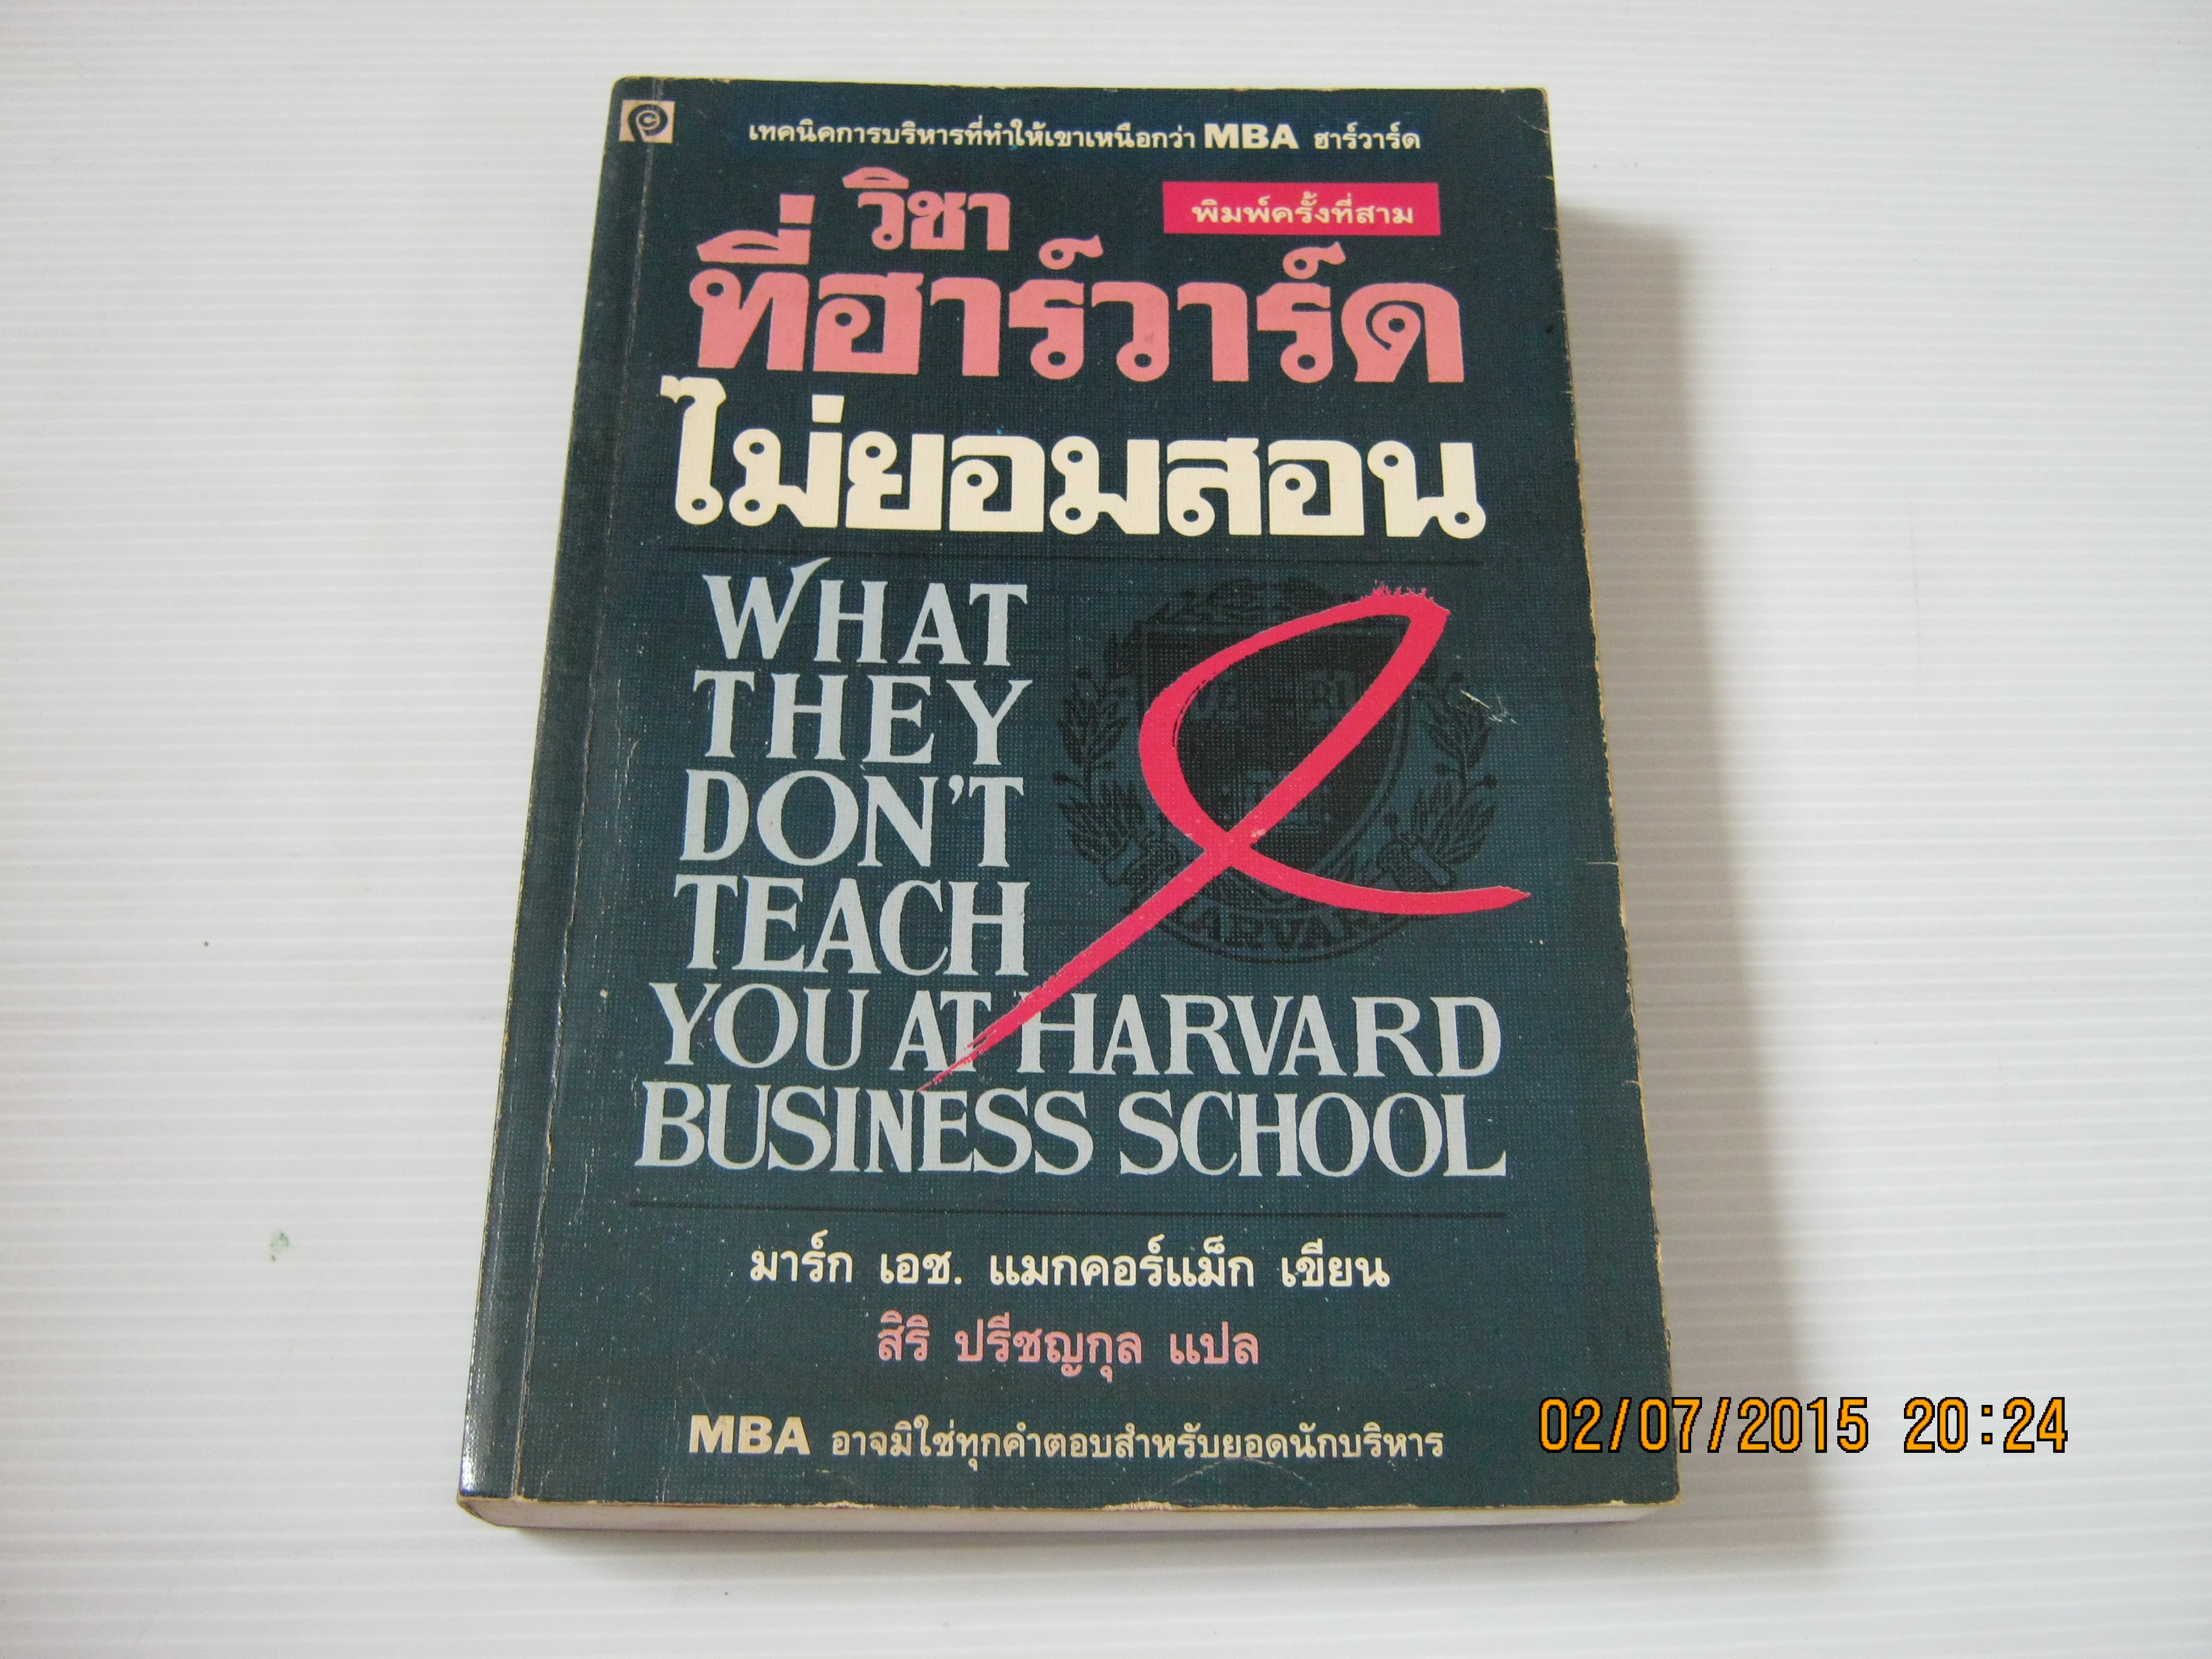 เทคนิคการบริหารที่ทำให้เขาเหนือกว่า MBA ฮาร์วาร์ด
วิชา
พิมพ์ครั้งที่สาม
ที่ฮาร์วาร์ด
ไม่ยอมสอน
WHAT
THEY
DON'T
TEACH
YOU AT HARVARD
BUSINESS SCHOOL
HARVARD
มาร์ก เอช. แมกคอร์แม็ก เขียน
สิริ ปรีชญกุล แปล
MBA อาจมิใช่ทุกคำตอบสำหรับยอดนักบริหาร
02/07/2015 20:24